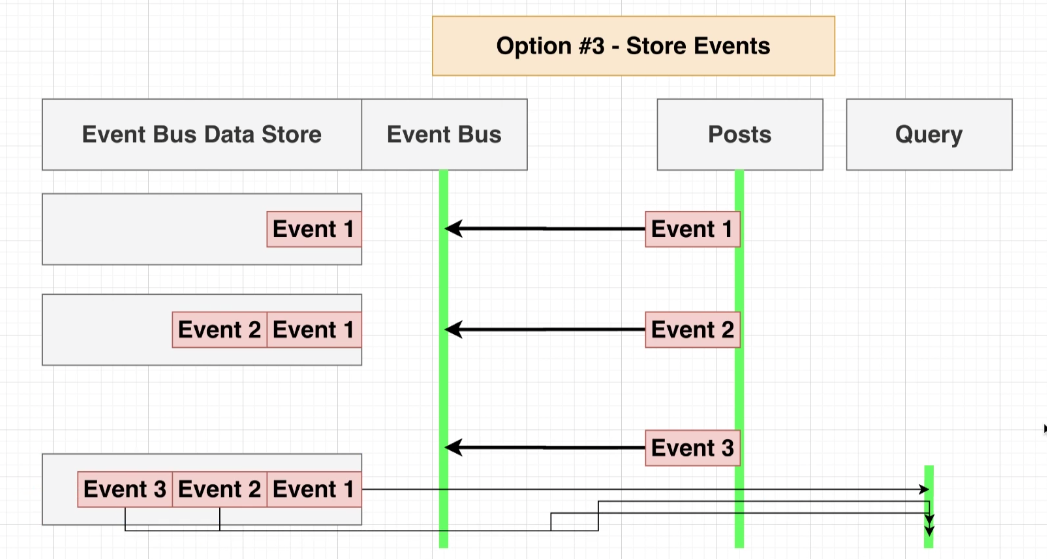 Option #3 - Store Events
Event Bus Data Store
Event Bus
Posts
Query
Event 1
Event 1
Event 2
Event 1
Event 2
Event 3
Event 3
Event 2
Event 1